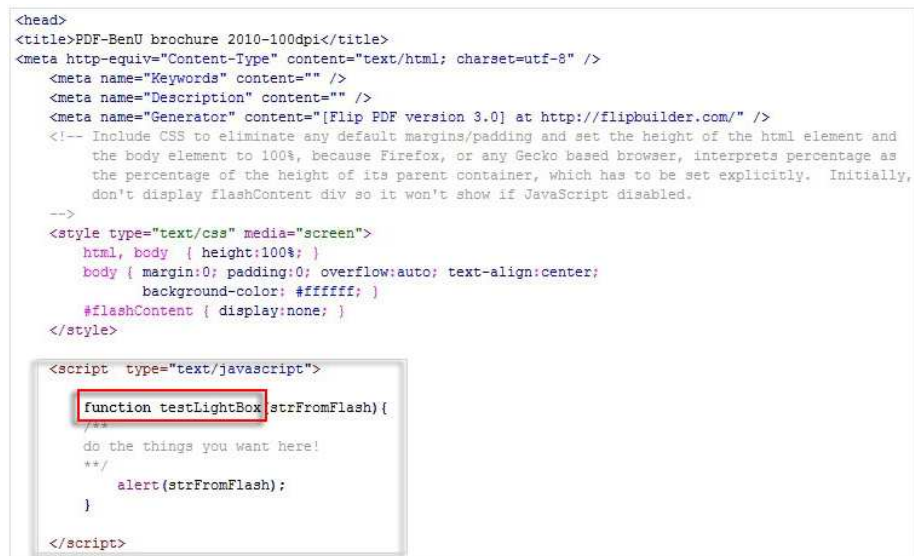 <head>
<title>PDF-BenU brochure 2010-100dpi</title>
<meta http-equiv="Content-Type" content="text/html; charset=utf-8" />
<meta name="Keywords" content="" />
<meta name="Description" content="" />
<meta name="Generator" content="[Flip PDF version 3.0] at http://flipbuilder.com/" />
<!-- Include CSS to eliminate any default margins/padding and set the height of the html element and
the body element to 100%, because Firefox, or any Gecko based browser, interprets percentage as
the percentage of the height of its parent container, which has to be set explicitly.  Initially,
don't display flashContent div so it won't show if JavaScript disabled.
-->
<style type="text/css" media="screen">
html, body  { height:100%; }
body { margin:0; padding:0; overflow:auto; text-align:center;
background-color: #ffffff; }
#flashContent { display:none; }
</style>
<script  type="text/javascript">
function testLightBox(strFromFlash){
/**
do the things you want here!
**/
alert(strFromFlash);
}
</script>